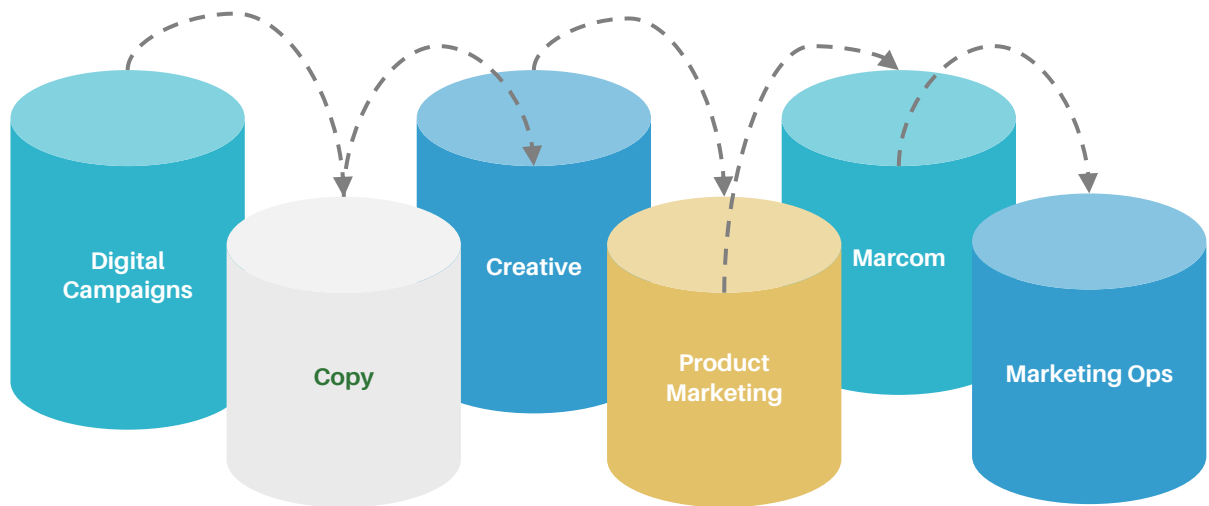 Digital
Campaigns
Copy
Creative
Product
Marketing
Marcom
Marketing Ops